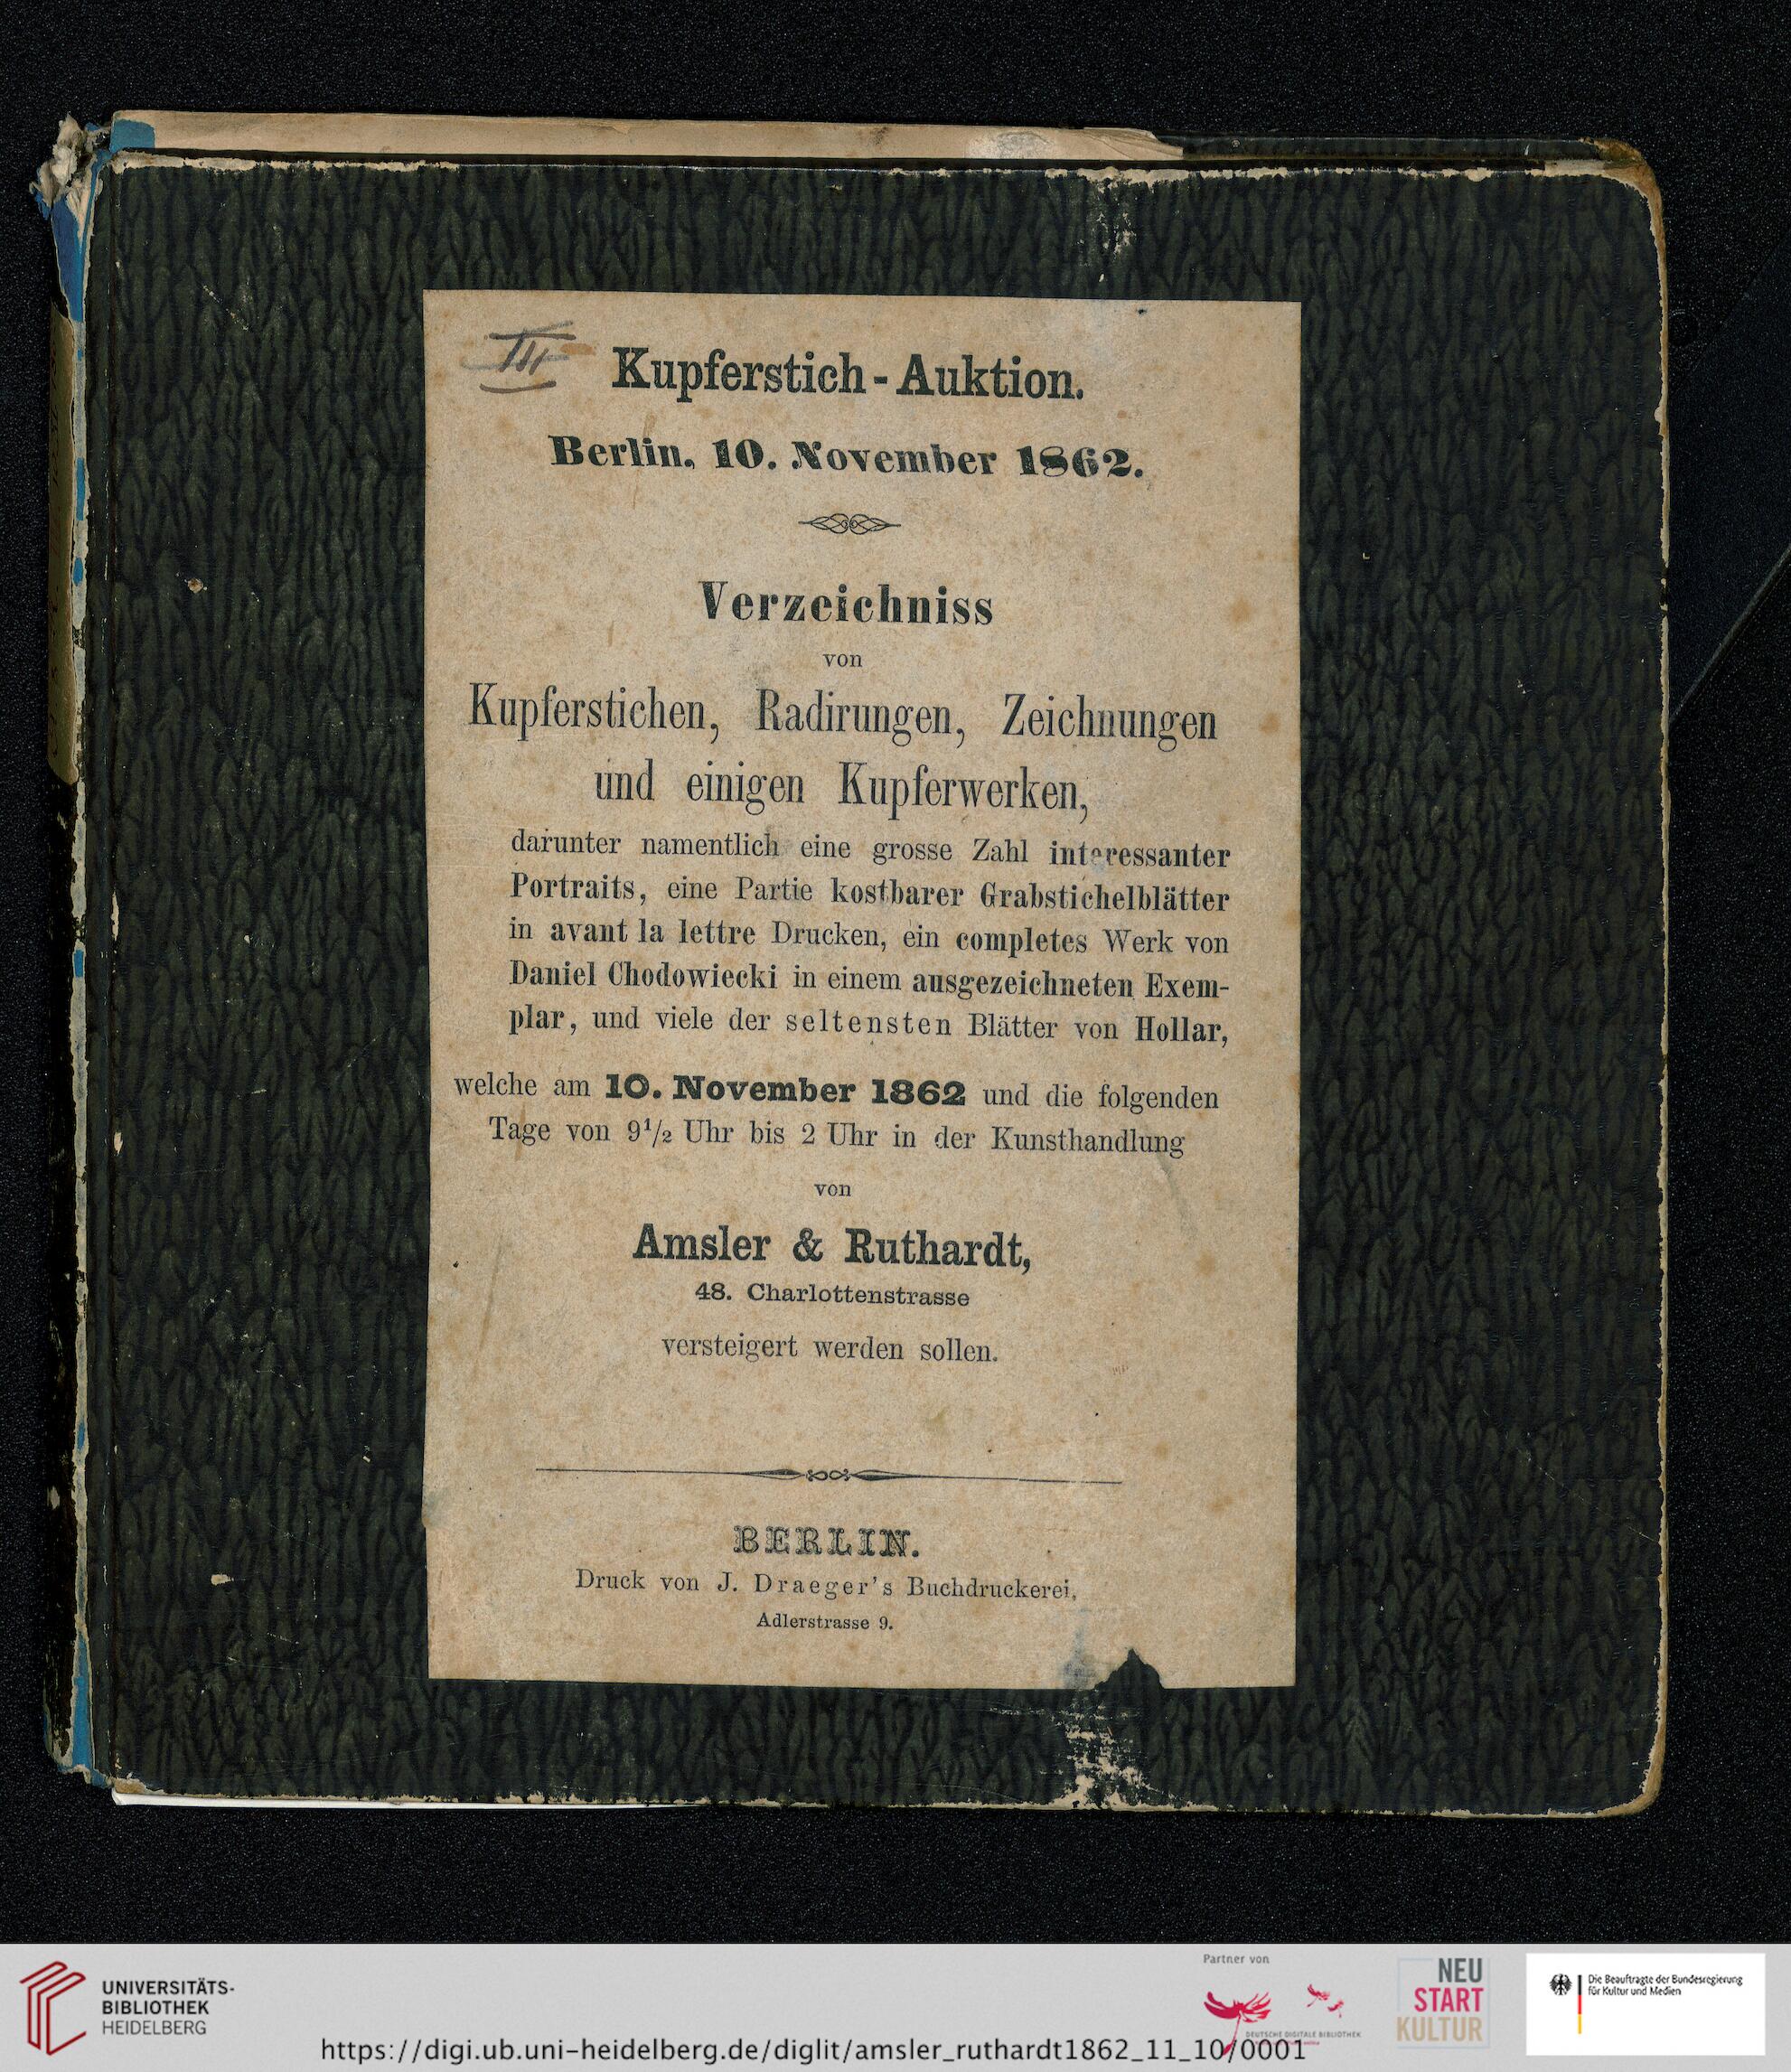 III
Kupferstich-Auktion.
Berlin, 10. November 1862.
Verzeichniss
von
Kupferstichen, Radirungen, Zeichnungen
und einigen Kupferwerken,
darunter namentlich eine grosse Zahl interessanter
Portraits, eine Partie kostbarer Grabstichelblätter
in avant la lettre Drucken, ein completes Werk von
Daniel Chodowiecki in einem ausgezeichneten Exem-
plar, und viele der seltensten Blätter von Hollar,
welche am 10. November 1862 und die folgenden
Tage von 9½ Uhr bis 2 Uhr in der Kunsthandlung
von
Amsler & Ruthardt,
48. Charlottenstrasse
versteigert werden sollen.
BERLIN.
Druck von J. Draeger's Buchdruckerei,
Adlerstrasse 9.
UNIVERSITÄTS-
BIBLIOTHEK
HEIDELBERG
https://digi.ub.uni-heidelberg.de/diglit/amsler_ruthardt1862_11_10/0001
Partner von
DEUTSCHE DIGITALE BIBLIOTHEK
NEU
START
KULTUR
Die Beauftragte der Bundesregierung
für Kultur und Medien